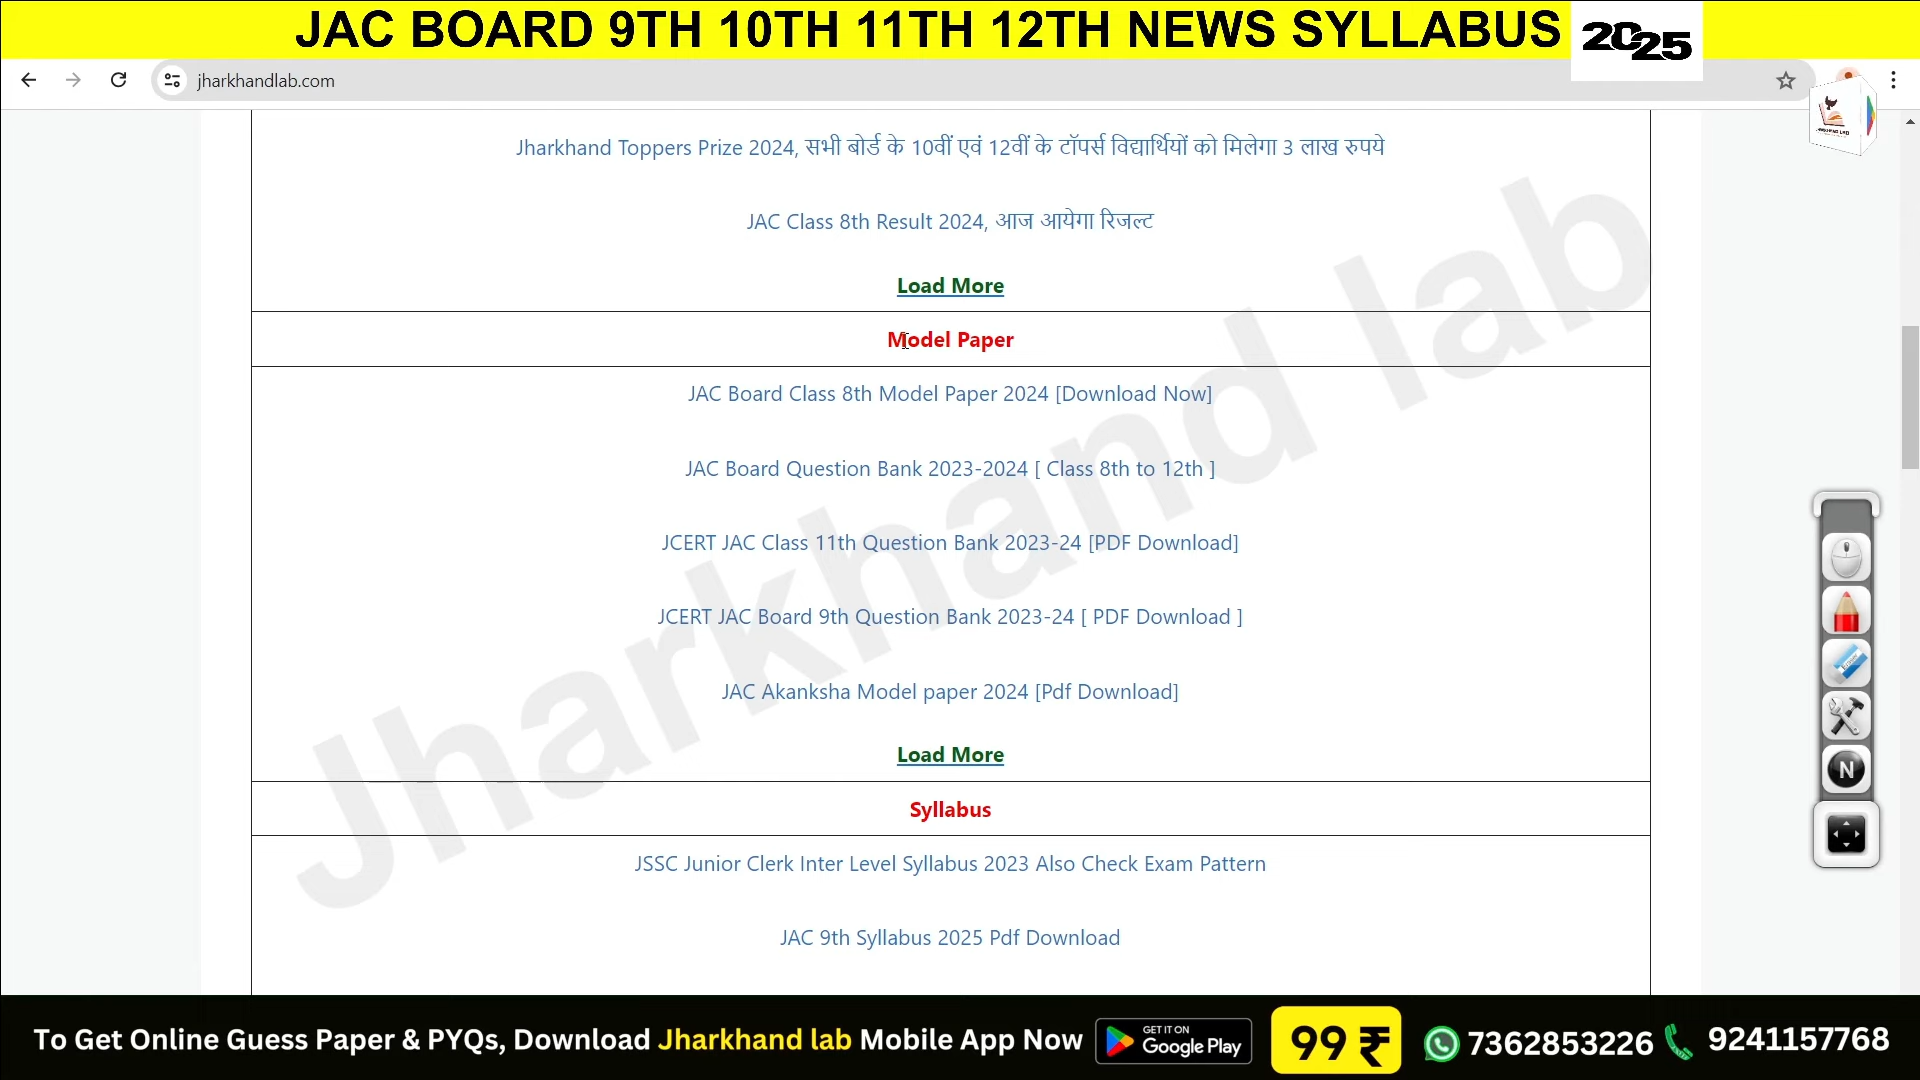 JAC BOARD 9TH 10TH 11TH 12TH NEWS SYLLABUS 2025
jharkhandlab.com
Jharkhand Toppers Prize 2024, सभी बोर्ड के 10वीं एवं 12वीं के टॉपर्स विद्यार्थियों को मिलेगा 3 लाख रुपये
JAC Class 8th Result 2024, आज आयेगा रिजल्ट
Load More
Model Paper
JAC Board Class 8th Model Paper 2024 [Download Now]
JAC Board Question Bank 2023-2024 [ Class 8th to 12th ]
JCERT JAC Class 11th Question Bank 2023-24 [PDF Download]
JCERT JAC Board 9th Question Bank 2023-24 [ PDF Download ]
JAC Akanksha Model paper 2024 [Pdf Download]
Load More
Syllabus
JSSC Junior Clerk Inter Level Syllabus 2023 Also Check Exam Pattern
JAC 9th Syllabus 2025 Pdf Download
Jharkhand lab
N
To Get Online Guess Paper & PYQs, Download Jharkhand lab Mobile App Now
GET IT ON
Google Play
99 ₹
7362853226
9241157768